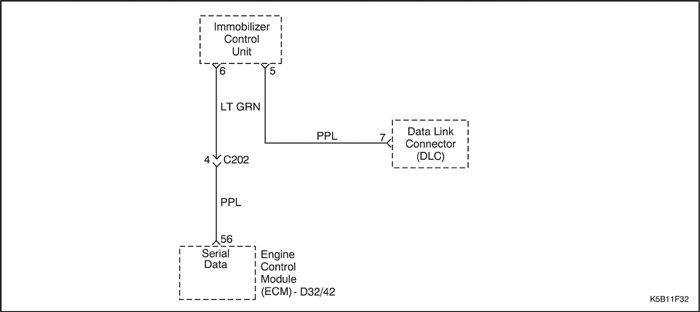 Immobilizer
Control
Unit
6
5
LT GRN
PPL
7
Data Link
Connector
(DLC)
4
C202
PPL
56
Serial
Data
Engine
Control
Module
(ECM) - D32/42
K5B11F32